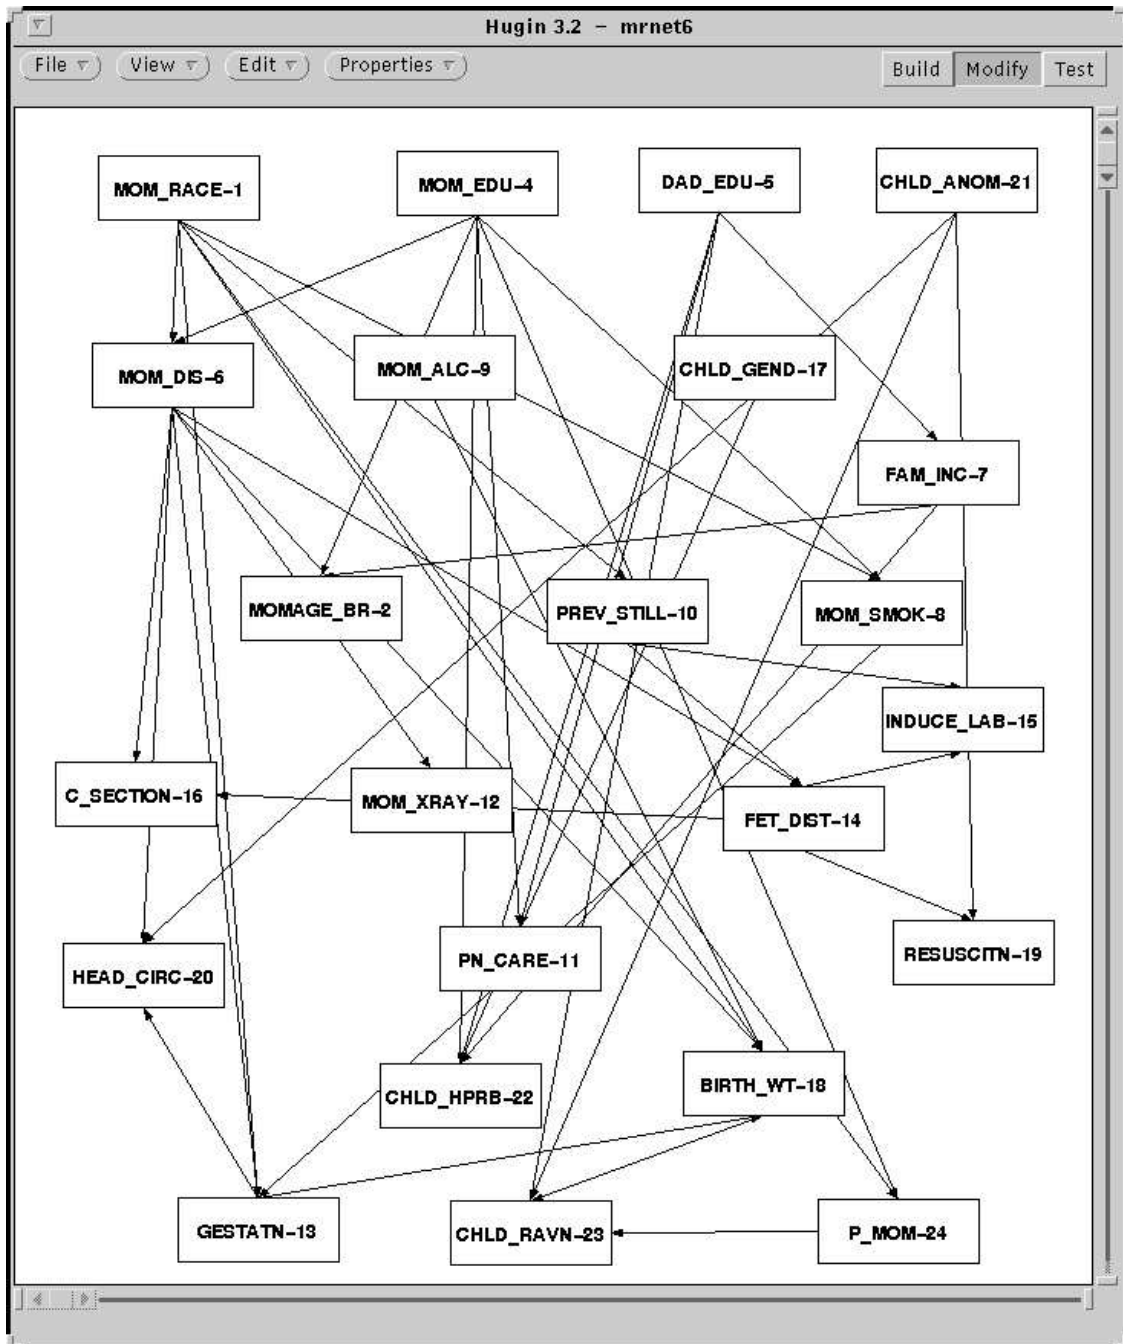 Hugin 3.2 – mrnet6
File View Edit Properties Build Modify Test
MOM_RACE–1 MOM_EDU–4 DAD_EDU–5 CHLD_ANOM–21
MOM_DIS–6 MOM_ALC–9 CHLD_GEND–17
FAM_INC–7
MOMAGE_BR–2 PREV_STILL–10 MOM_SMOK–8
INDUCE_LAB–15
C_SECTION–16 MOM_XRAY–12 FET_DIST–14
HEAD_CIRC–20 PN_CARE–11 RESUSCITN–19
CHLD_HPRB–22 BIRTH_WT–18
GESTATN–13 CHLD_RAVN–23 P_MOM–24